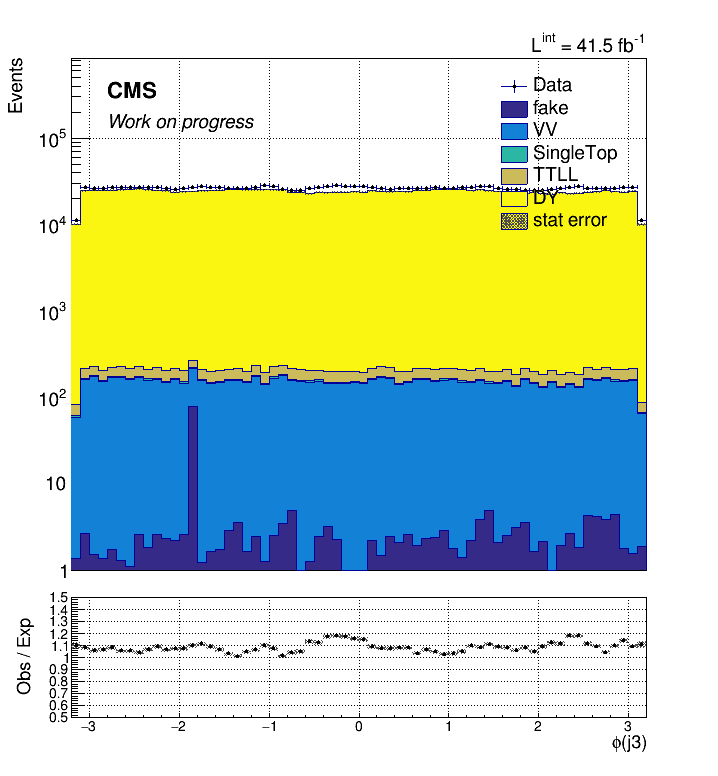 L^int = 41.5 fb^-1
Events
CMS
Work on progress
Data
fake
VV
SingleTop
TTLL
DY
stat error
10^5
10^4
10^3
10^2
10
1
Obs / Exp
1.5
1.4
1.3
1.2
1.1
1
0.9
0.8
0.7
0.6
0.5
−3 −2 −1 0 1 2 3
ϕ(j3)